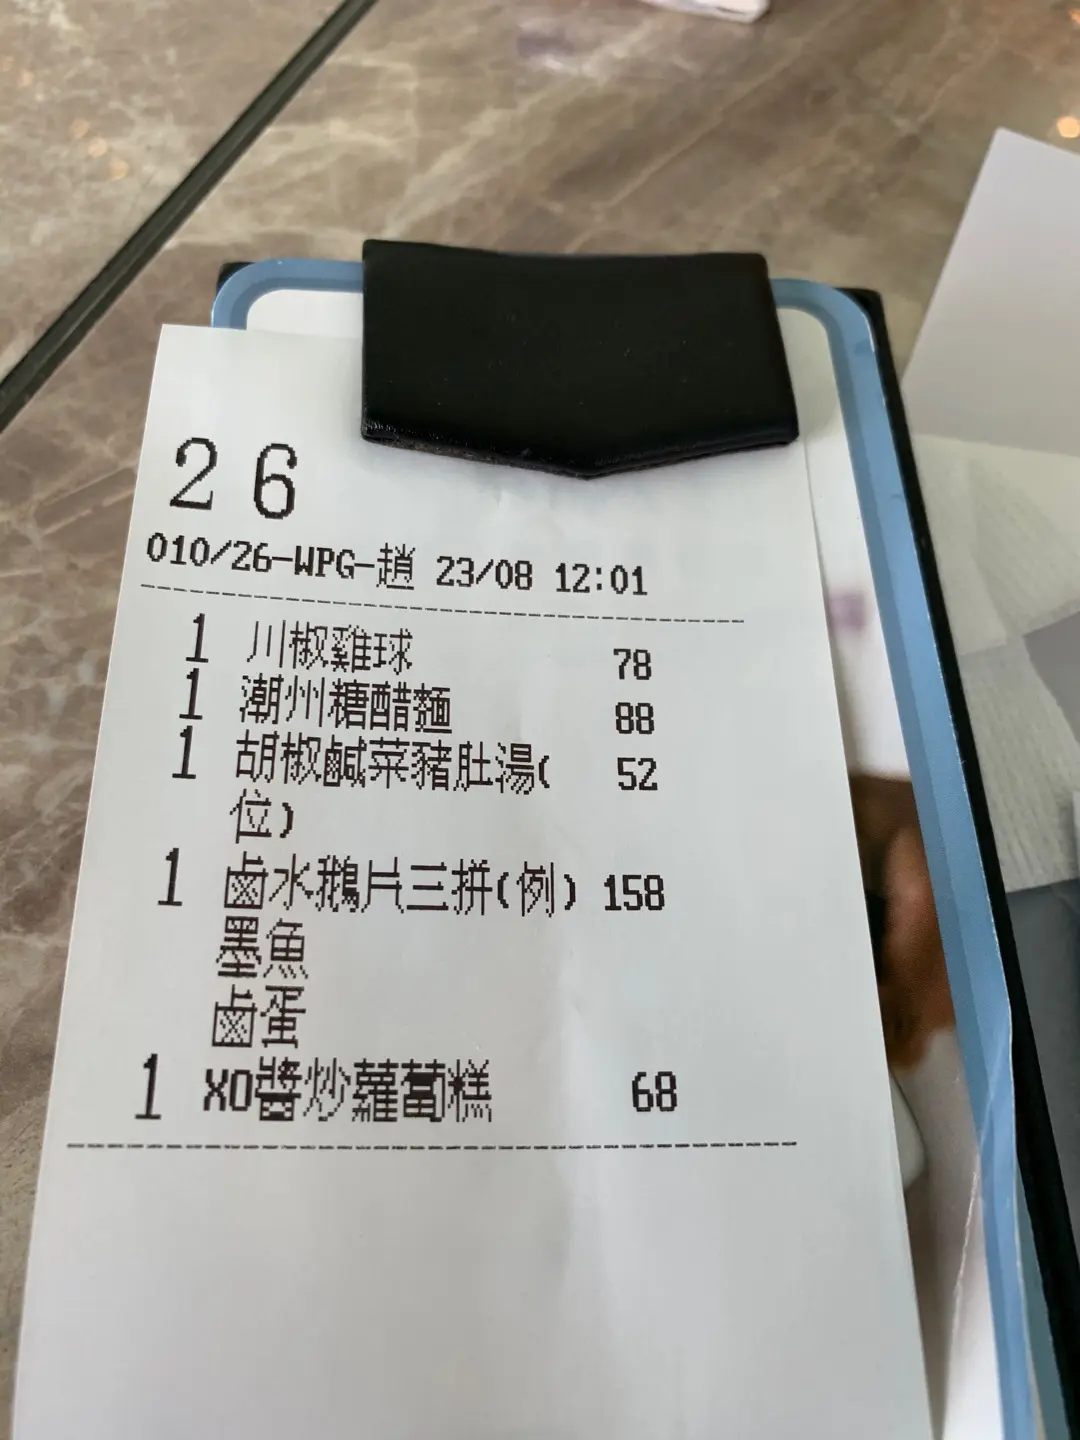 26
010/26-WPG-趙 23/08 12:01
1 川椒雞球 78
1 潮州糖醋麵 88
1 胡椒鹹菜豬肚湯( 52
位)
1 鹵水鵝片三拼(例) 158
墨魚
鹵蛋
1 XO醬炒蘿蔔糕 68